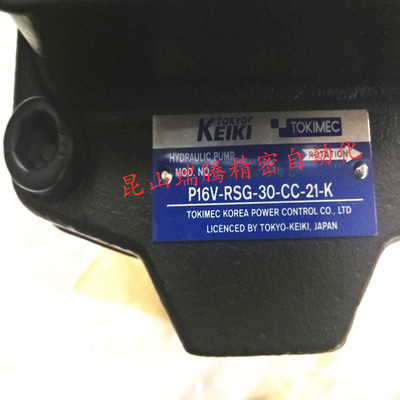 TOKYO
KEIKI TOKIMEC
HYDRAULIC PUMP ROTATION
MOD. NO.
P16V-RSG-30-CC-21-K
TOKIMEC KOREA POWER CONTROL CO., LTD
LICENCED BY TOKYO-KEIKI, JAPAN
昆山瑞腾精密自动化